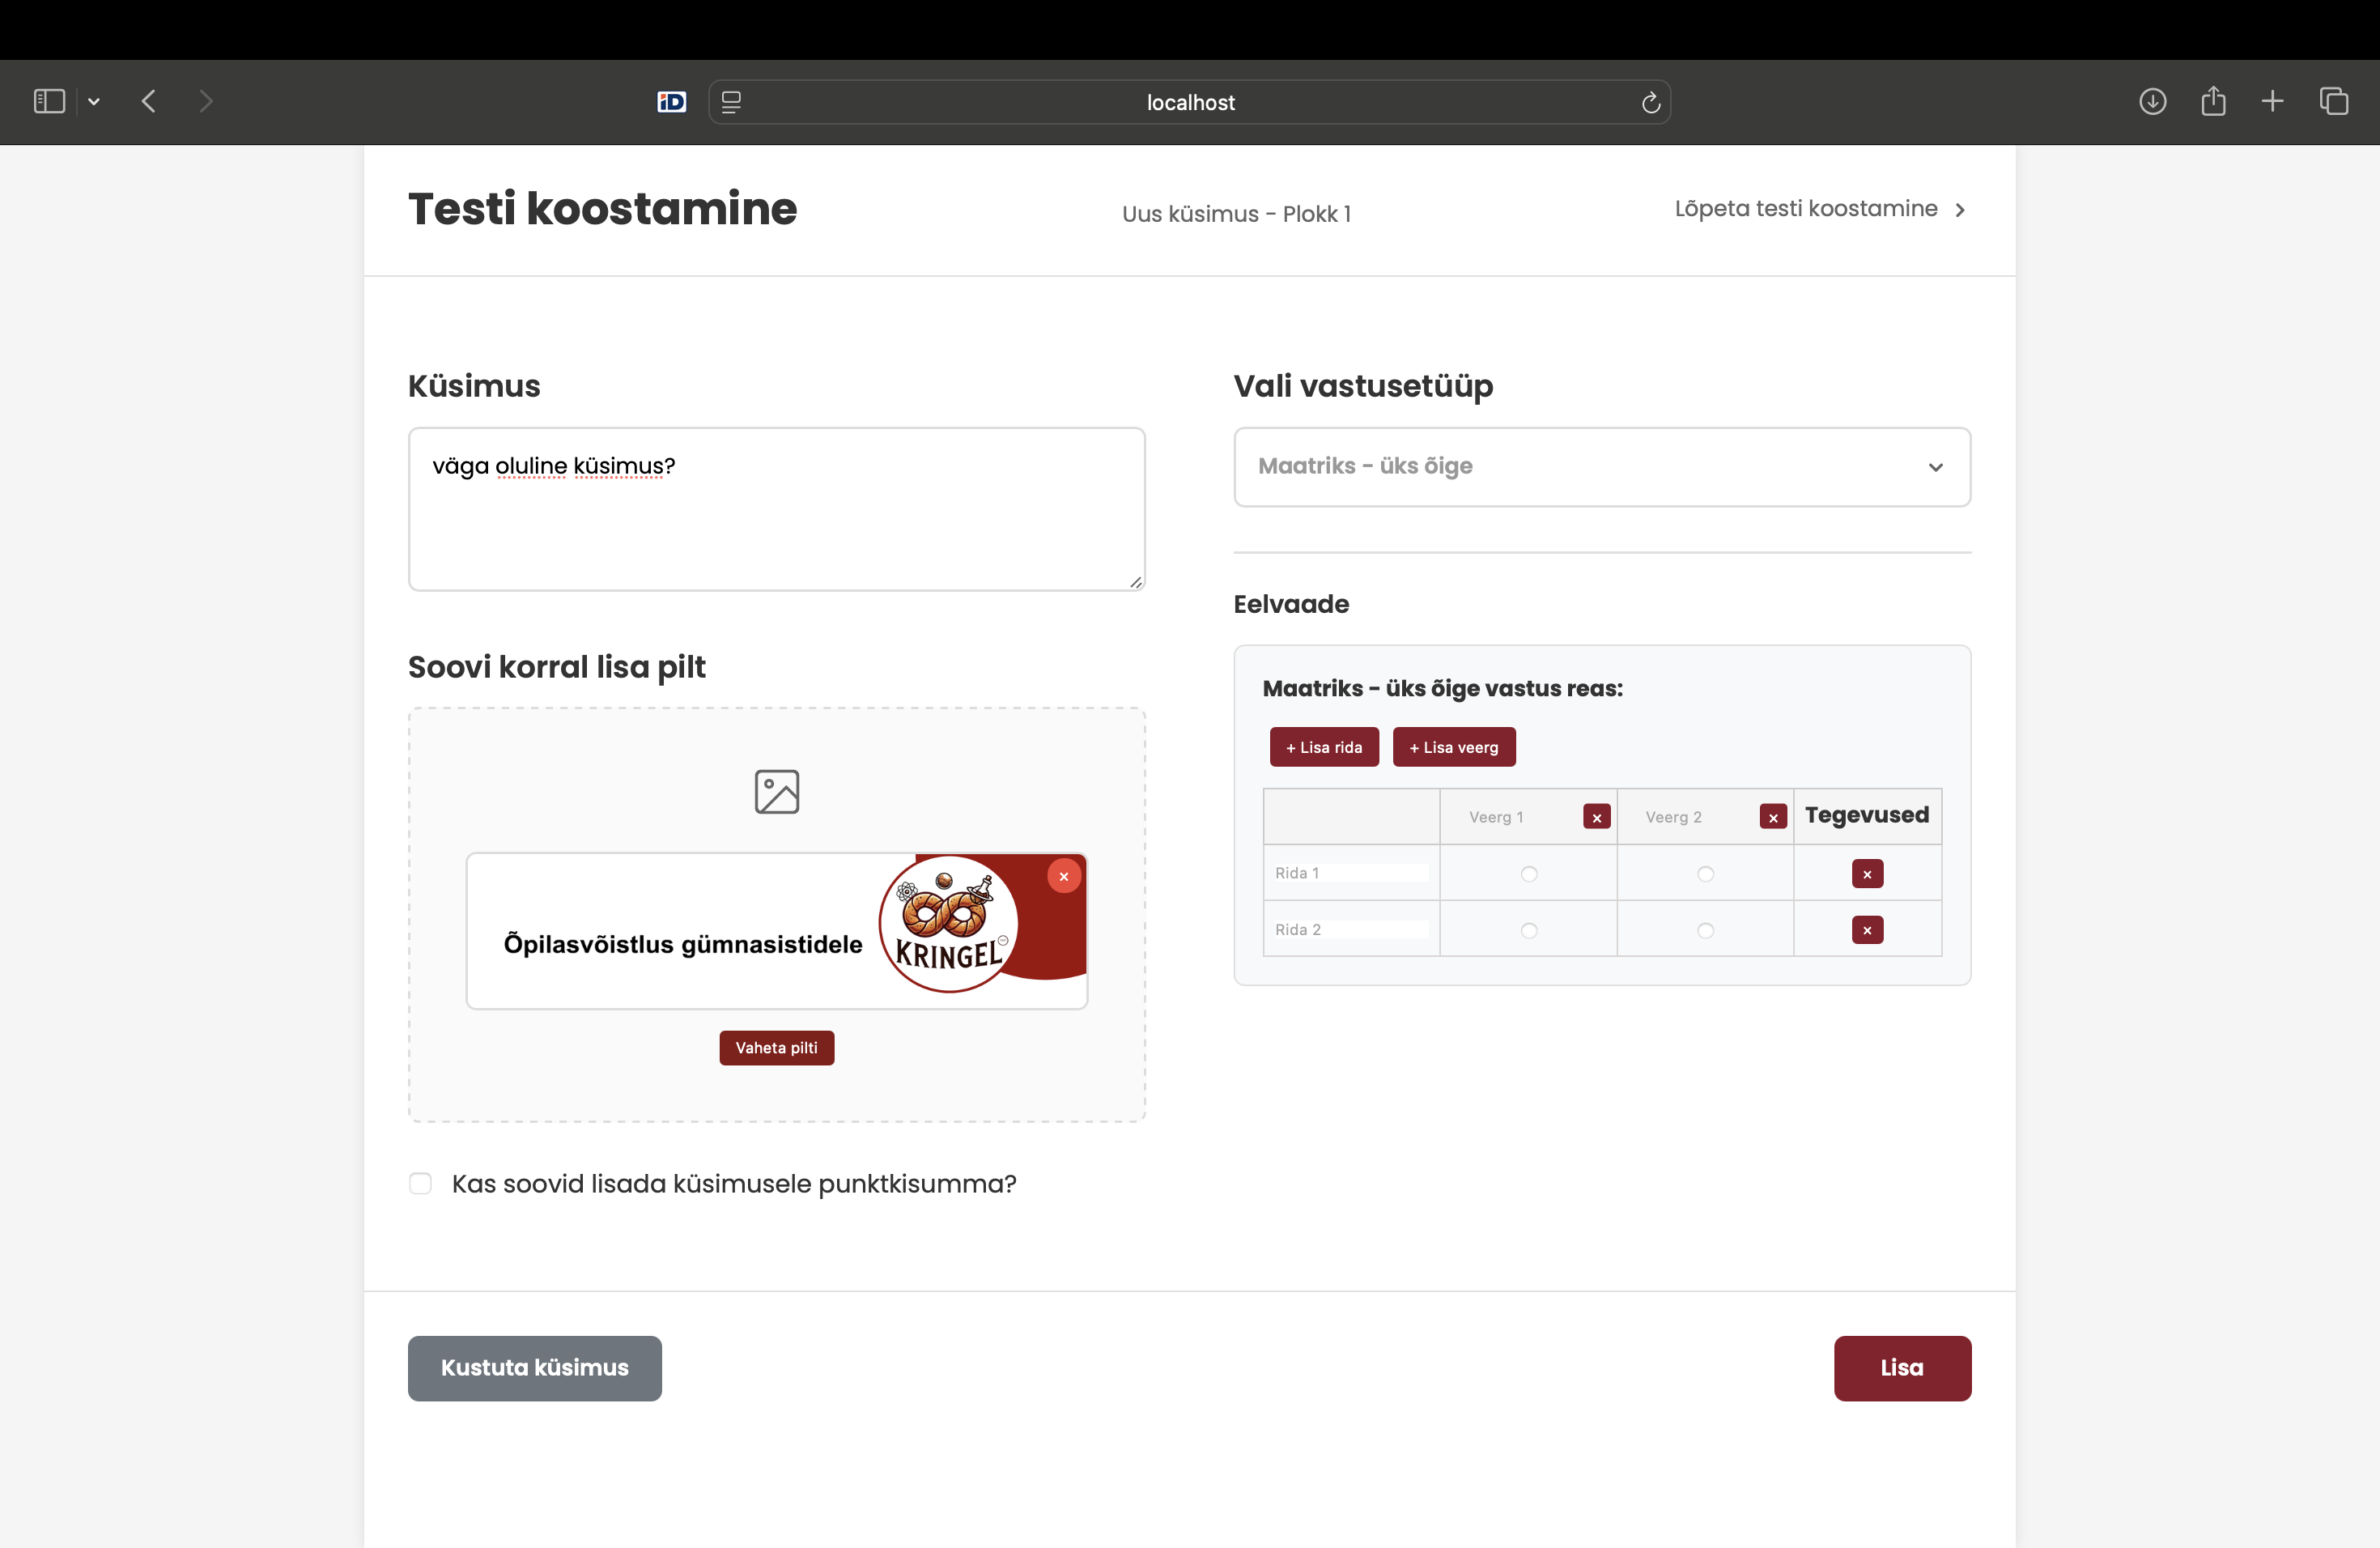 iD
localhost
Testi koostamine
Uus küsimus - Plokk 1
Lõpeta testi koostamine
Küsimus
väga oluline küsimus?
Soovi korral lisa pilt
Õpilasvõistlus gümnasistidele
KRINGEL
Vaheta pilti
Kas soovid lisada küsimusele punktkisumma?
Vali vastusetüüp
Maatriks - üks õige
Eelvaade
Maatriks - üks õige vastus reas:
+ Lisa rida
+ Lisa veerg
Veerg 1 × Veerg 2 × Tegevused
Rida 1 ×
Rida 2 ×
Kustuta küsimus
Lisa